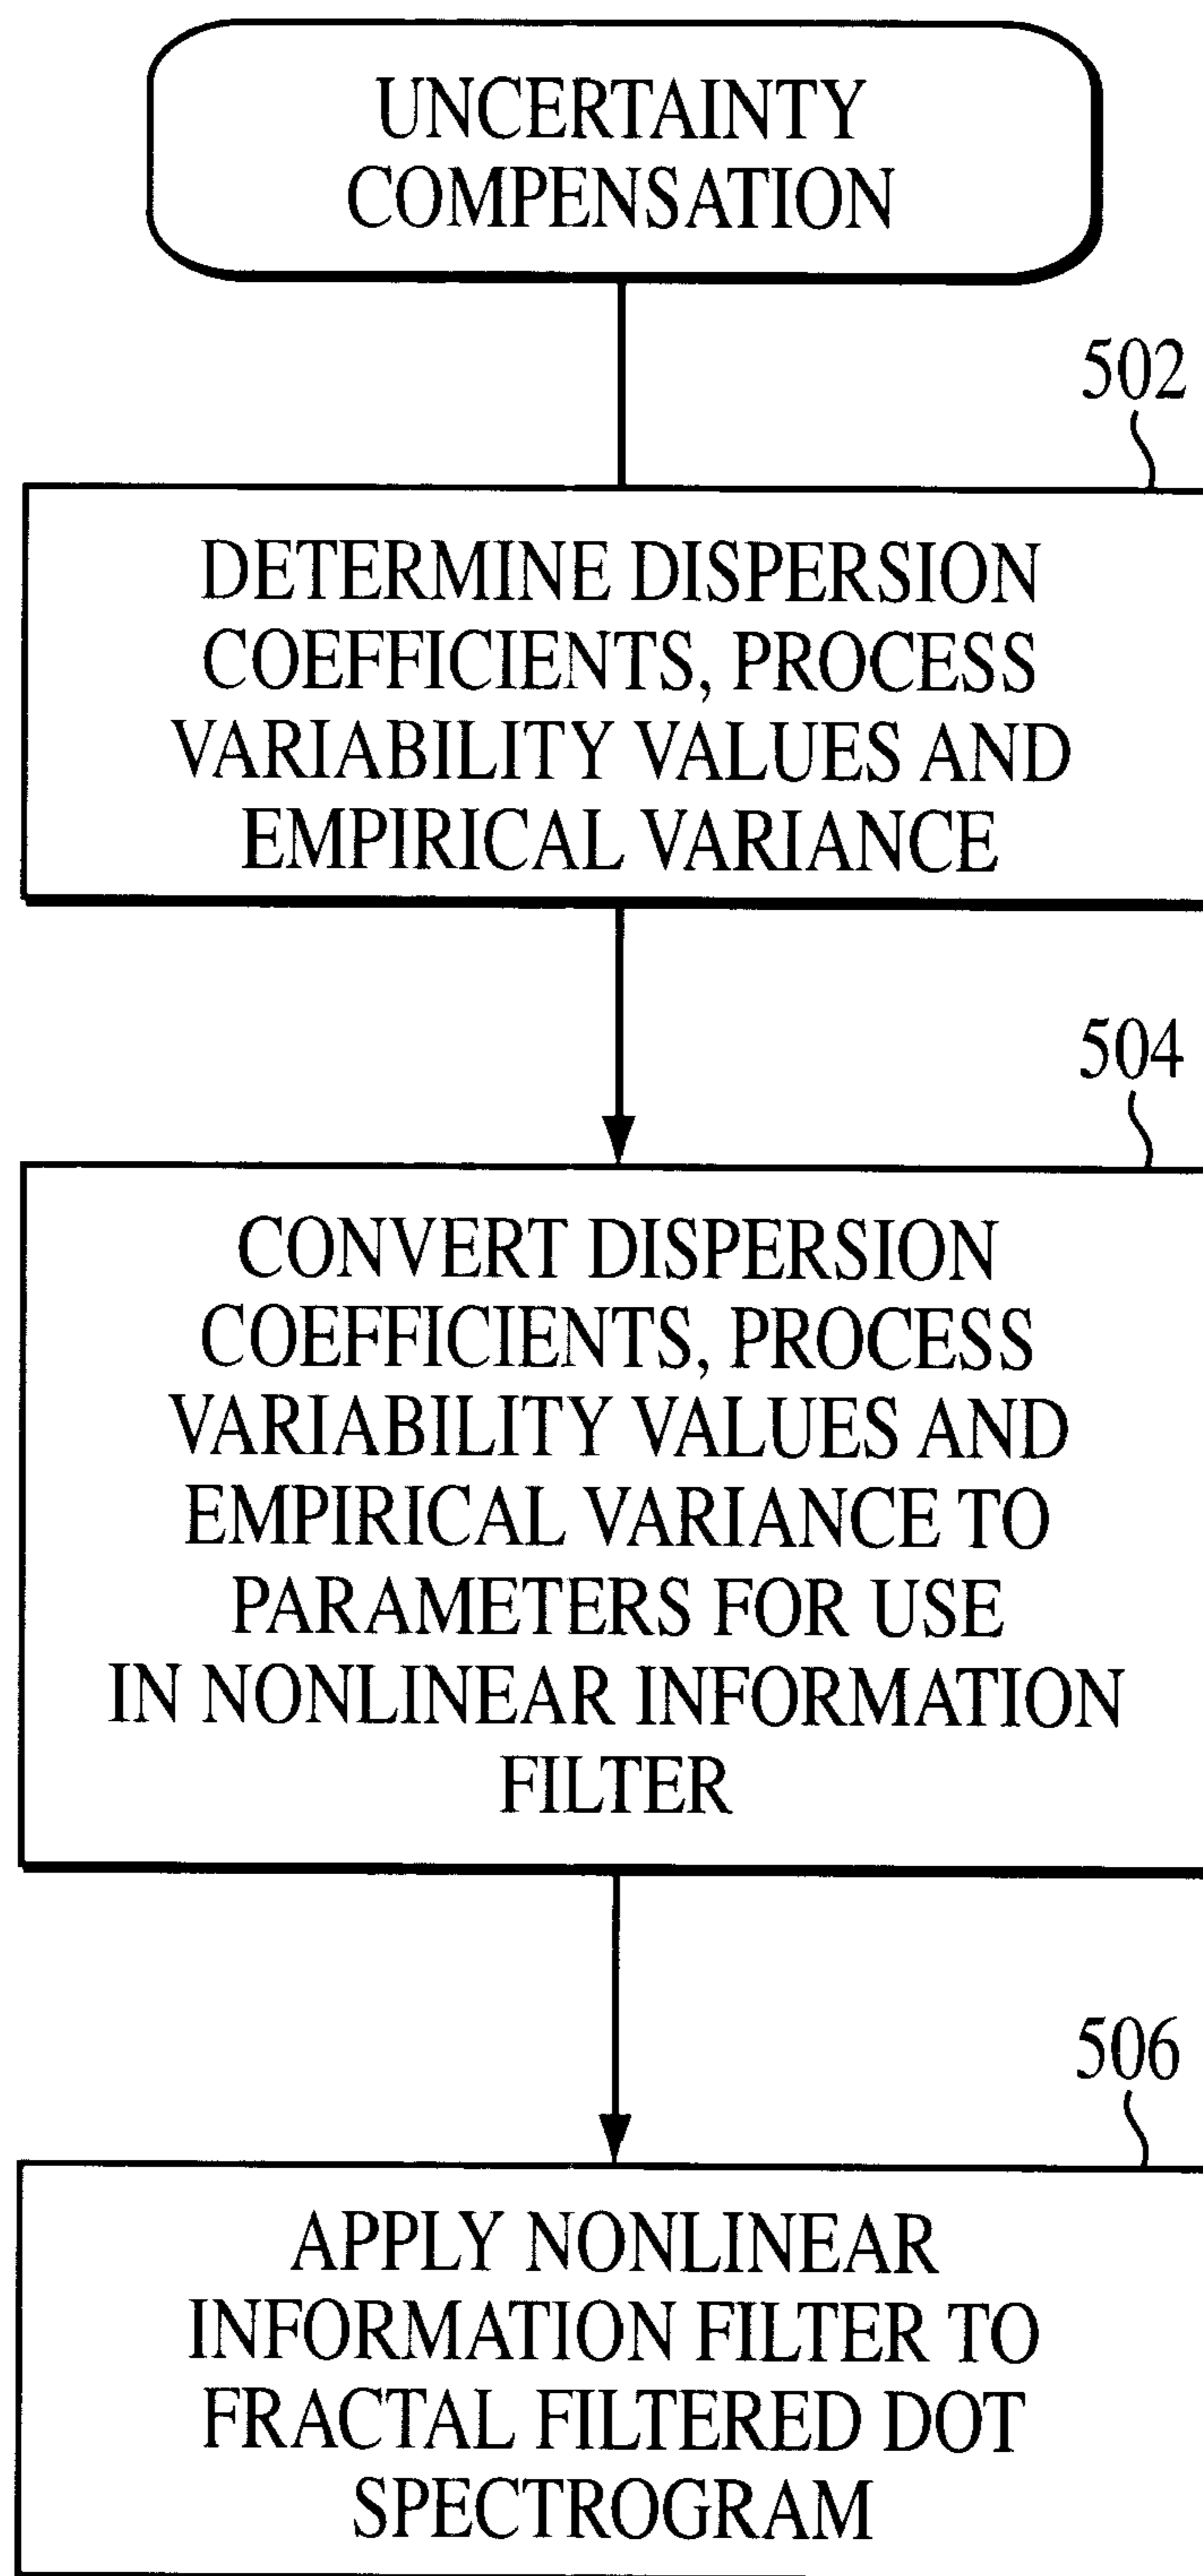 UNCERTAINTY
COMPENSATION
502
DETERMINE DISPERSION
COEFFICIENTS, PROCESS
VARIABILITY VALUES AND
EMPIRICAL VARIANCE
504
CONVERT DISPERSION
COEFFICIENTS, PROCESS
VARIABILITY VALUES AND
EMPIRICAL VARIANCE TO
PARAMETERS FOR USE
IN NONLINEAR INFORMATION
FILTER
506
APPLY NONLINEAR
INFORMATION FILTER TO
FRACTAL FILTERED DOT
SPECTROGRAM